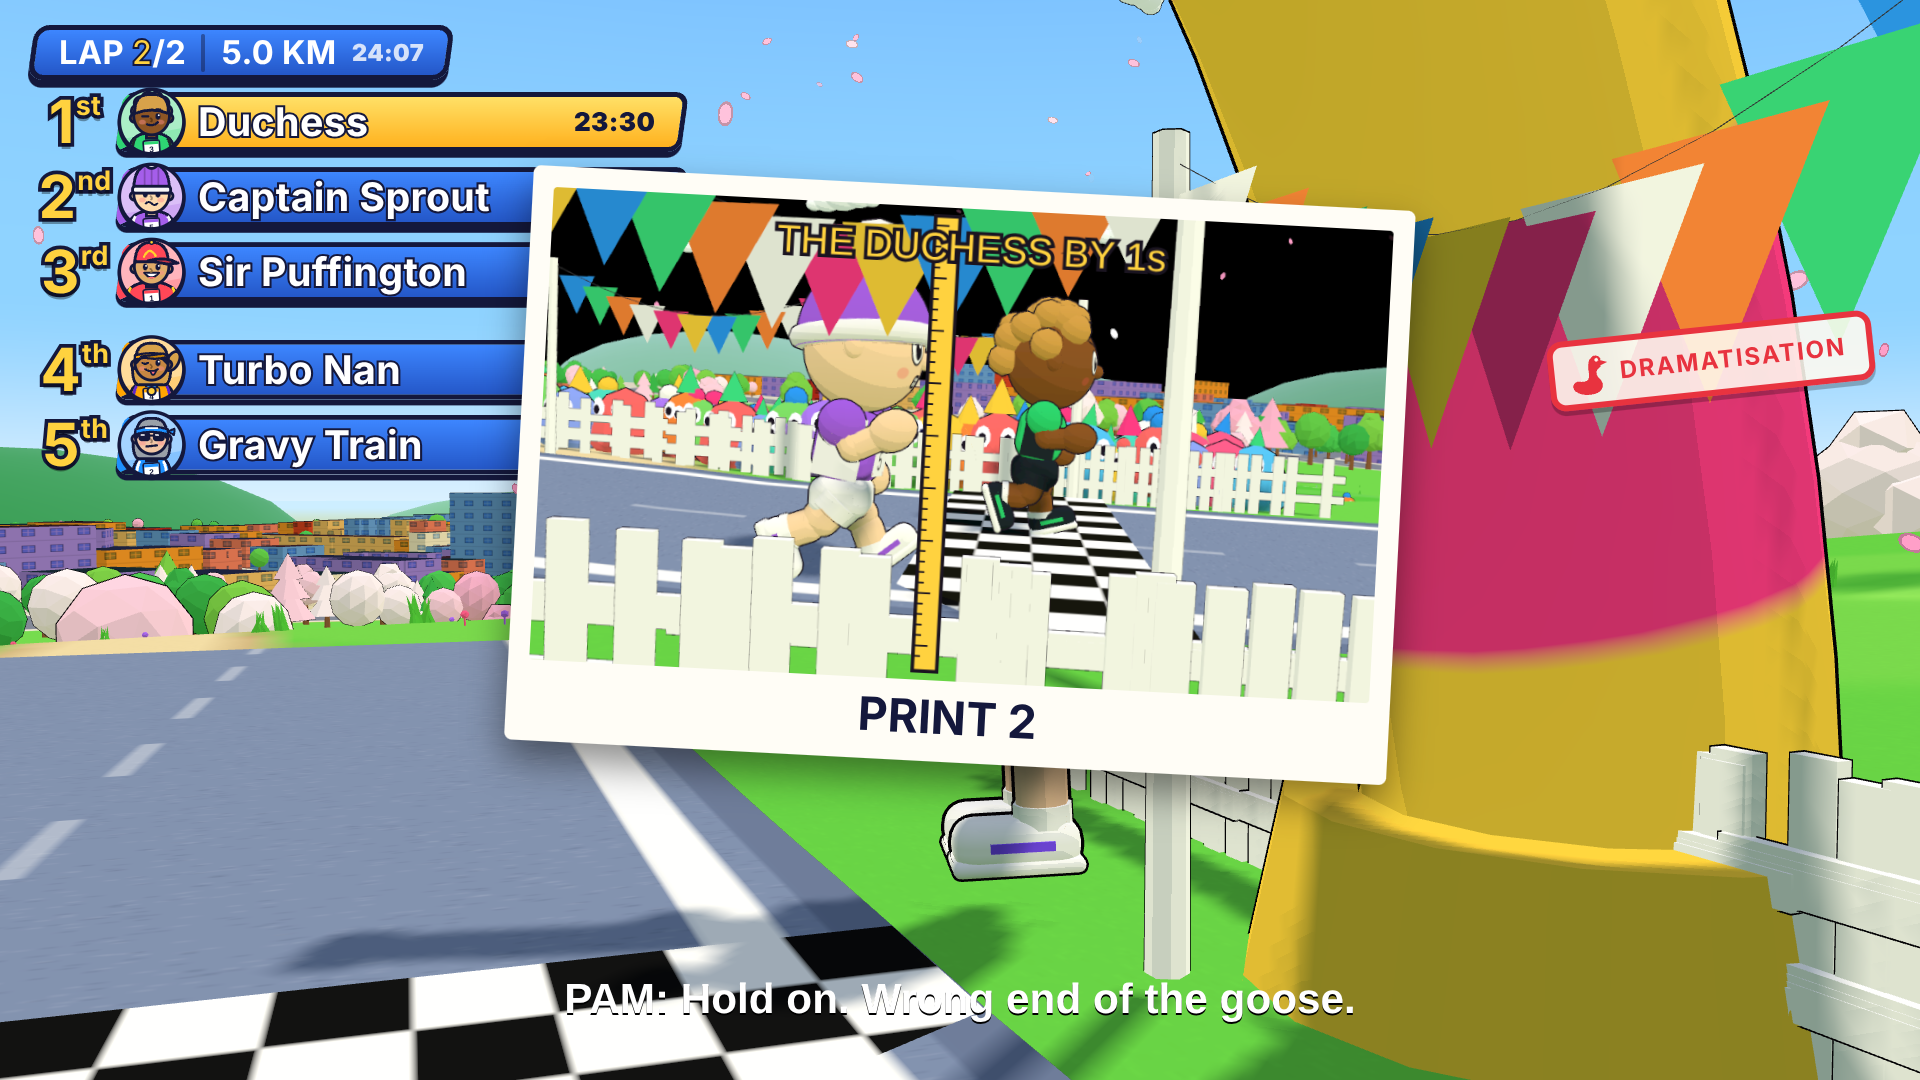 LAP 2/2 5.0 KM 24:07
1st Duchess 23:30
2nd Captain Sprout
3rd Sir Puffington
4th Turbo Nan
5th Gravy Train
THE DUCHESS BY 1s
PRINT 2
DRAMATISATION
PAM: Hold on. Wrong end of the goose.